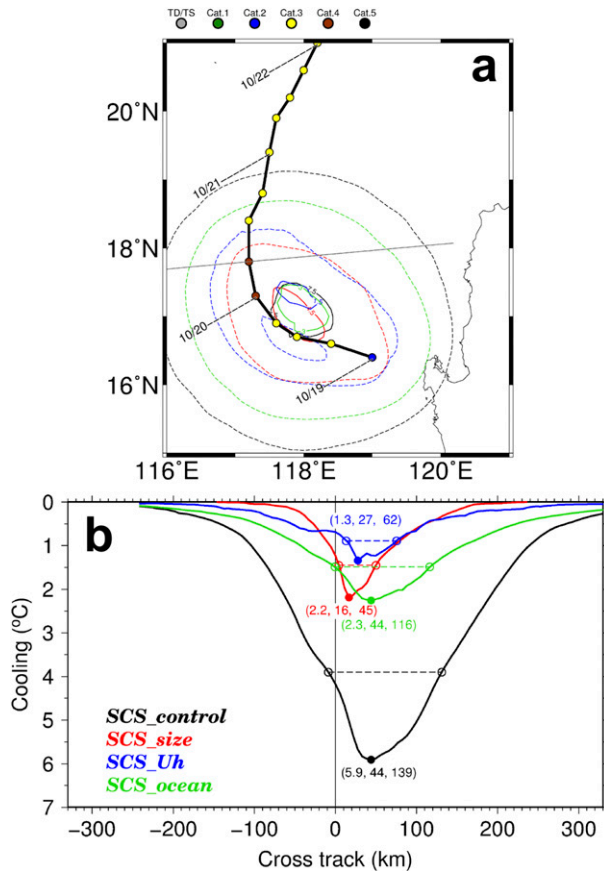 TD/TS Cat.1 Cat.2 Cat.3 Cat.4 Cat.5
a
10/22
20°N
10/21
18°N
10/20
10/19
16°N
116°E 118°E 120°E
b
0
1
2
3
4
5
6
7
Cooling (ºC)
(1.3, 27, 62)
(2.2, 16, 45)
(2.3, 44, 116)
(5.9, 44, 139)
SCS_control
SCS_size
SCS_Uh
SCS_ocean
−300 −200 −100 0 100 200 300
Cross track (km)